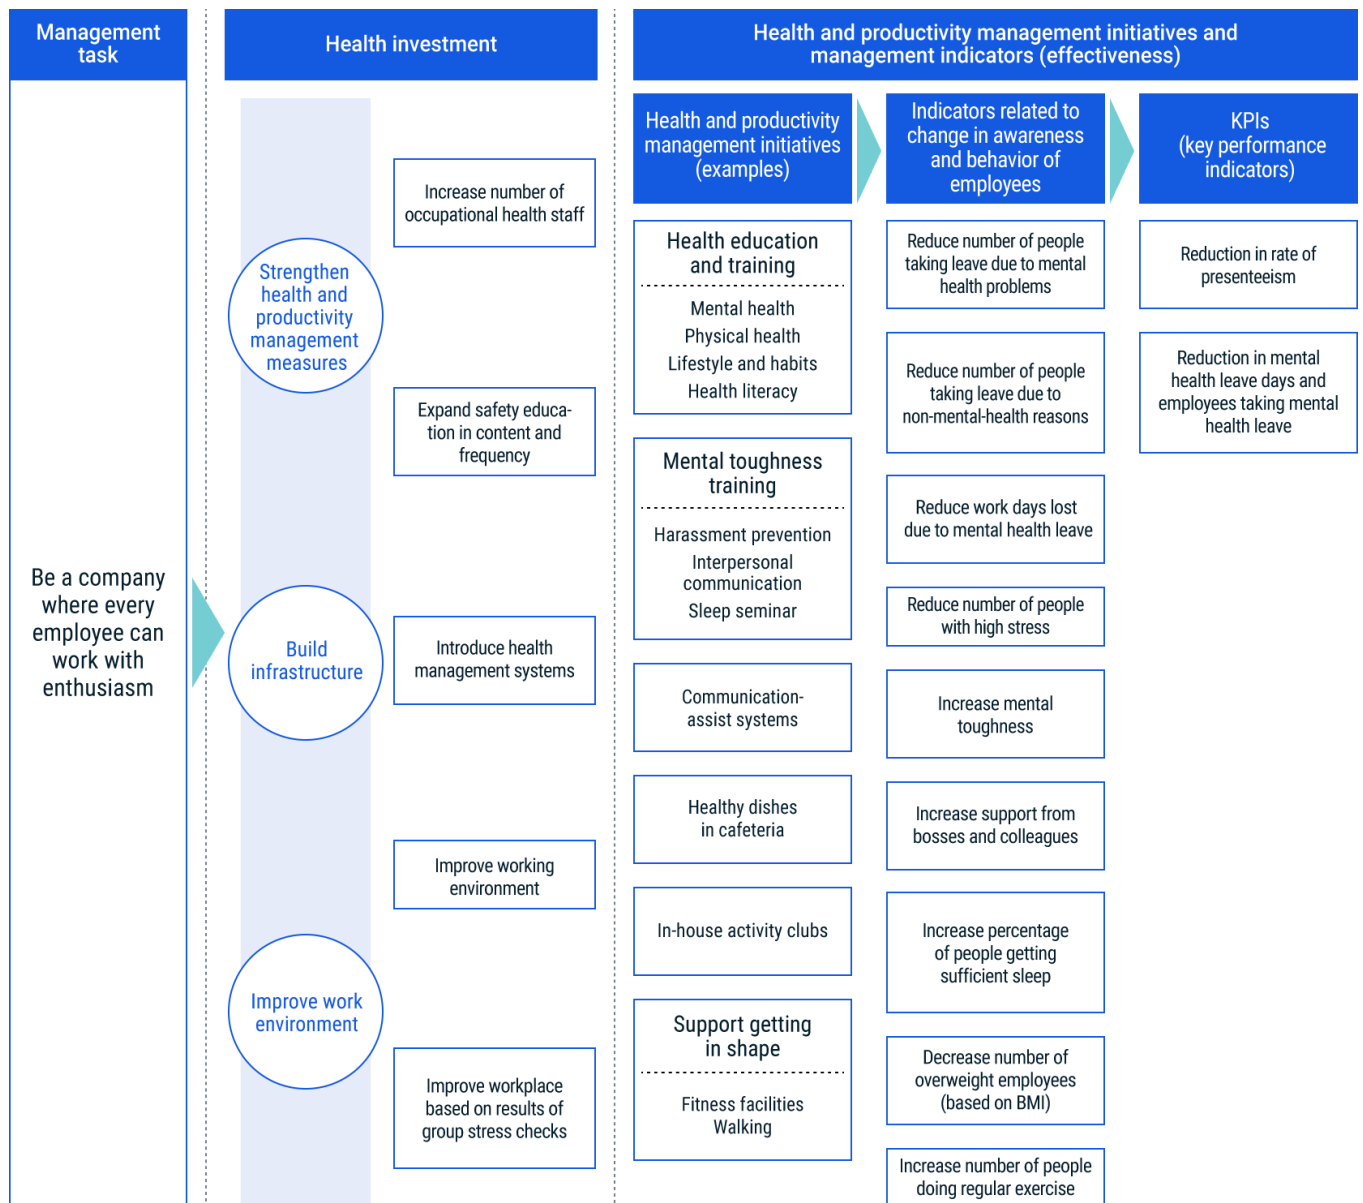 Management
task
Health investment
Health and productivity management initiatives and
management indicators (effectiveness)
Be a company
where every
employee can
work with
enthusiasm
Strengthen
health and
productivity
management
measures
Build
infrastructure
Improve work
environment
Increase number of
occupational health staff
Expand safety educa-
tion in content and
frequency
Introduce health
management systems
Improve working
environment
Improve workplace
based on results of
group stress checks
Health and productivity
management initiatives
(examples)
Health education
and training
Mental health
Physical health
Lifestyle and habits
Health literacy
Mental toughness
training
Harassment prevention
Interpersonal
communication
Sleep seminar
Communication-
assist systems
Healthy dishes
in cafeteria
In-house activity clubs
Support getting
in shape
Fitness facilities
Walking
Indicators related to
change in awareness
and behavior of
employees
Reduce number of people
taking leave due to mental
health problems
Reduce number of people
taking leave due to
non-mental-health reasons
Reduce work days lost
due to mental health leave
Reduce number of people
with high stress
Increase mental
toughness
Increase support from
bosses and colleagues
Increase percentage
of people getting
sufficient sleep
Decrease number of
overweight employees
(based on BMI)
Increase number of people
doing regular exercise
KPIs
(key performance
indicators)
Reduction in rate of
presenteeism
Reduction in mental
health leave days and
employees taking mental
health leave